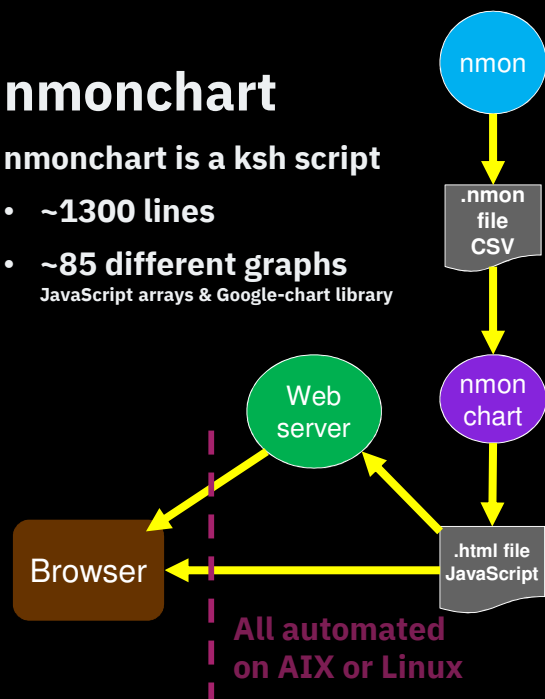 nmon
nmonchart
nmonchart is a ksh script
• ~1300 lines
• ~85 different graphs
JavaScript arrays & Google-chart library
.nmon
file
CSV
nmon
chart
Web
server
.html file
JavaScript
Browser
All automated
on AIX or Linux